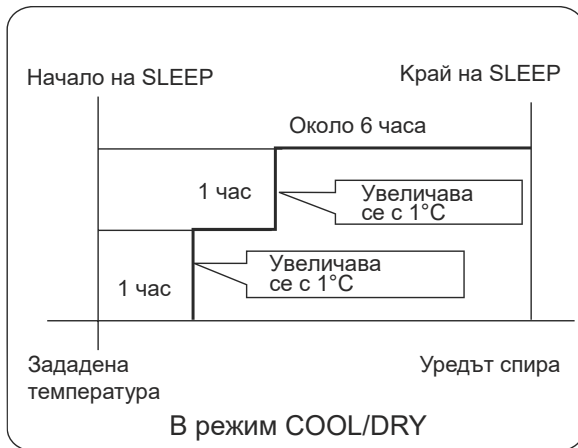 Начало на SLEEP
Край на SLEEP
Около 6 часа
1 час
Увеличава
се с 1°C
1 час
Увеличава
се с 1°C
Зададена
температура
Уредът спира
В режим COOL/DRY